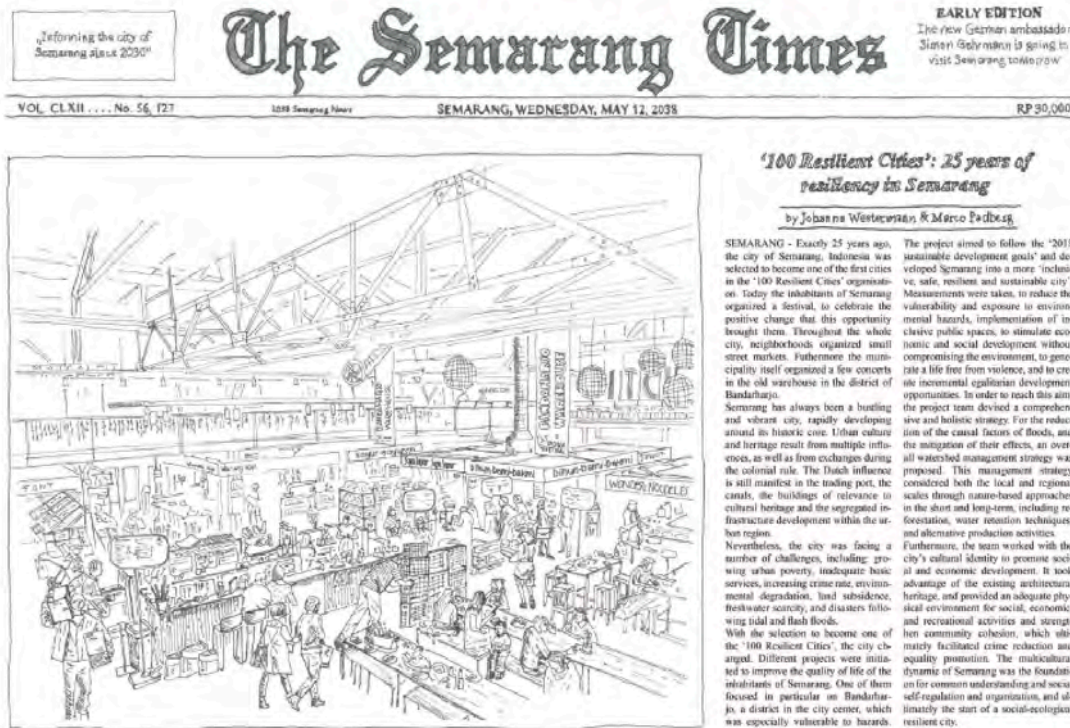 „Informing the city of
Semarang since 2030"
The Semarang Times
EARLY EDITION
The new German ambassador
Simon Gehrmann is going to
visit Semarang tomorrow
VOL. CLXII .... No. 56, 127
2038 Semarang News
SEMARANG, WEDNESDAY, MAY 12, 2038
RP 30,000
'100 Resilient Cities': 25 years of
resiliency in Semarang
by Johanna Westermann & Marco Padberg
SEMARANG - Exactly 25 years ago,
the city of Semarang, Indonesia was
selected to become one of the first cities
in the '100 Resilient Cities' organisati-
on. Today the inhabitants of Semarang
organized a festival, to celebrate the
positive change that this opportunity
brought them. Throughout the whole
city, neighborhoods organized small
street markets. Futhermore the muni-
cipality itself organized a few concerts
in the old warehouse in the district of
Bandarharjo.
Semarang has always been a bustling
and vibrant city, rapidly developing
around its historic core. Urban culture
and heritage result from multiple influ-
ences, as well as from exchanges during
the colonial rule. The Dutch influence
is still manifest in the trading port, the
canals, the buildings of relevance to
cultural heritage and the segregated in-
frastructure development within the ur-
ban region.
Nevertheless, the city was facing a
number of challenges, including: gro-
wing urban poverty, inadequate basic
services, increasing crime rate, environ-
mental degradation, land subsidence,
freshwater scarcity, and disasters follo-
wing tidal and flash floods.
With the selection to become one of
the '100 Resilient Cities', the city ch-
anged. Different projects were initia-
ted to improve the quality of life of the
inhabitants of Semarang. One of them
focused in particular on Bandarhar-
jo, a district in the city center, which
was especially vulnerable to hazards.
The project aimed to follow the '201
sustainable development goals' and de-
veloped Semarang into a more 'inclusi-
ve, safe, resilient and sustainable city'
Measurements were taken, to reduce the
vulnerability and exposure to environ-
mental hazards, implementation of in-
clusive public spaces, to stimulate eco-
nomic and social development without
compromising the environment, to gene-
rate a life free from violence, and to cre-
ate incremental egalitarian development
opportunities. In order to reach this aim
the project team devised a comprehen-
sive and holistic strategy. For the reduc-
tion of the causal factors of floods, and
the mitigation of their effects, an over-
all watershed management strategy was
proposed. This management strategy
considered both the local and regional
scales through nature-based approaches
in the short and long-term, including re-
forestation, water retention techniques
and alternative production activities.
Furthermore, the team worked with the
city's cultural identity to promote soci-
al and economic development. It took
advantage of the existing architectural
heritage, and provided an adequate phy-
sical environment for social, economic
and recreational activities and strengt-
hen community cohesion, which ulti-
mately facilitated crime reduction and
equality promotion. The multicultural
dynamic of Semarang was the foundati-
on for common understanding and social
self-regulation and organization, and ul-
timately the start of a social-ecological
resilient city.
WONDER NOODLES